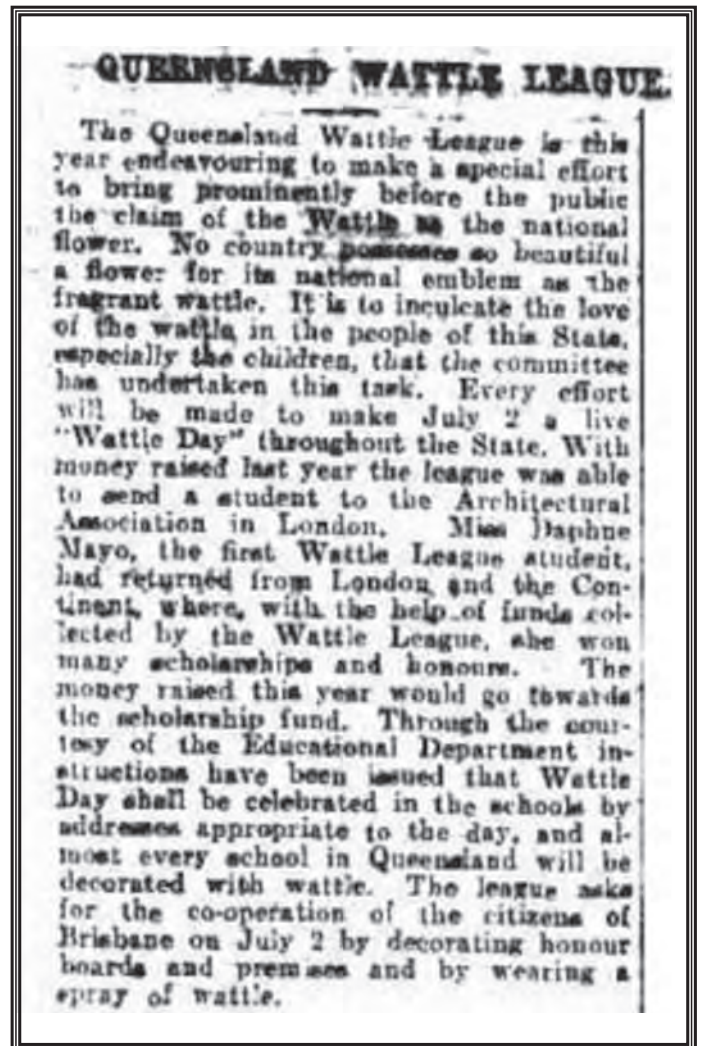 QUEENSLAND WATTLE LEAGUE.
The Queensland Wattle League is this
year endeavouring to make a special effort
to bring prominently before the public
the claim of the Wattle as the national
flower. No country possesses so beautiful
a flower for its national emblem as the
fragrant wattle. It is to inculcate the love
of the wattle in the people of this State,
especially the children, that the committee
has undertaken this task. Every effort
will be made to make July 2 a live
"Wattle Day" throughout the State. With
money raised last year the league was able
to send a student to the Architectural
Association in London. Miss Daphne
Mayo, the first Wattle League student,
had returned from London and the Con-
tinent, where, with the help of funds col-
lected by the Wattle League, she won
many scholarships and honours. The
money raised this year would go towards
the scholarship fund. Through the cour-
tesy of the Educational Department in-
structions have been issued that Wattle
Day shall be celebrated in the schools by
addresses appropriate to the day, and al-
most every school in Queensland will be
decorated with wattle. The league asks
for the co-operation of the citizens of
Brisbane on July 2 by decorating honour
boards and premises and by wearing a
spray of wattle.